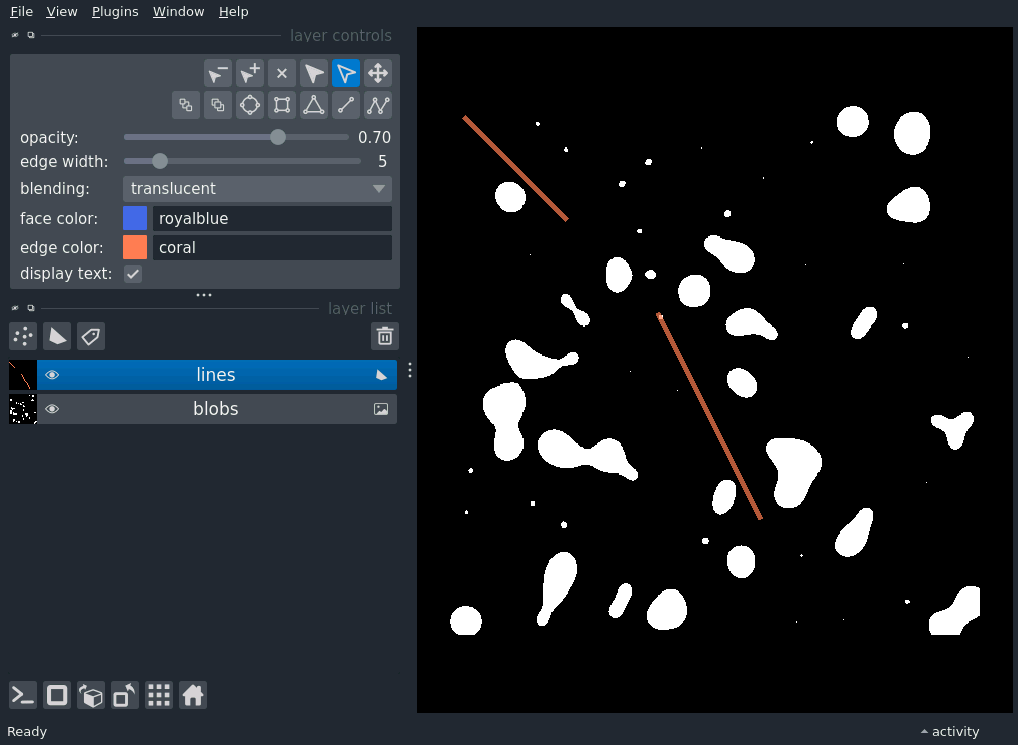 File View Plugins Window Help
layer controls
opacity: 0.70
edge width: 5
blending: translucent
face color: royalblue
edge color: coral
display text:
layer list
lines
blobs
Ready activity